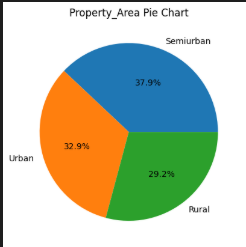 Property_Area Pie Chart
Semiurban
37.9%
Urban
32.9%
29.2%
Rural